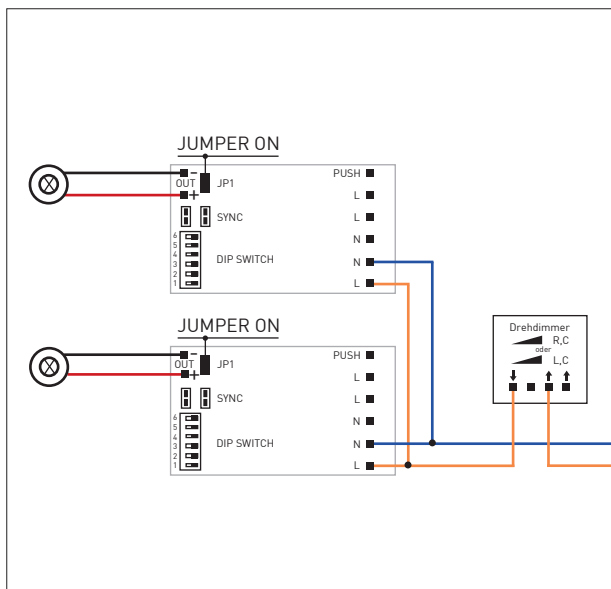 JUMPER ON
PUSH
–
OUT
+
JP1
L
L
SYNC
N
6
5
4
3
2
1
DIP SWITCH
N
L
JUMPER ON
PUSH
–
OUT
+
JP1
L
L
SYNC
N
6
5
4
3
2
1
DIP SWITCH
N
L
Drehdimmer
R,C
oder
L,C